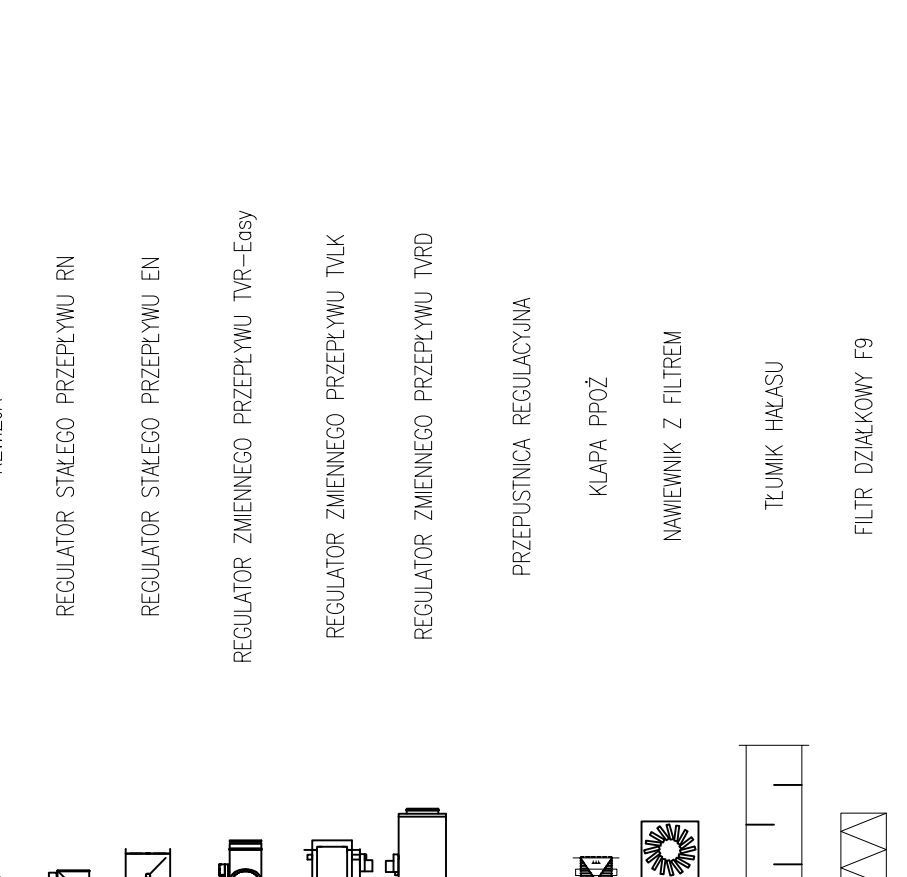 REGULATOR STAŁEGO PRZEPŁYWU RN
REGULATOR STAŁEGO PRZEPŁYWU EN
REGULATOR ZMIENNEGO PRZEPŁYWU TVR-Easy
REGULATOR ZMIENNEGO PRZEPŁYWU TVLK
REGULATOR ZMIENNEGO PRZEPŁYWU TVRD
PRZEPUSTNICA REGULACYJNA
KLAPA PPOŻ
NAWIEWNIK Z FILTREM
TŁUMIK HAŁASU
FILTR DZIAŁKOWY F9